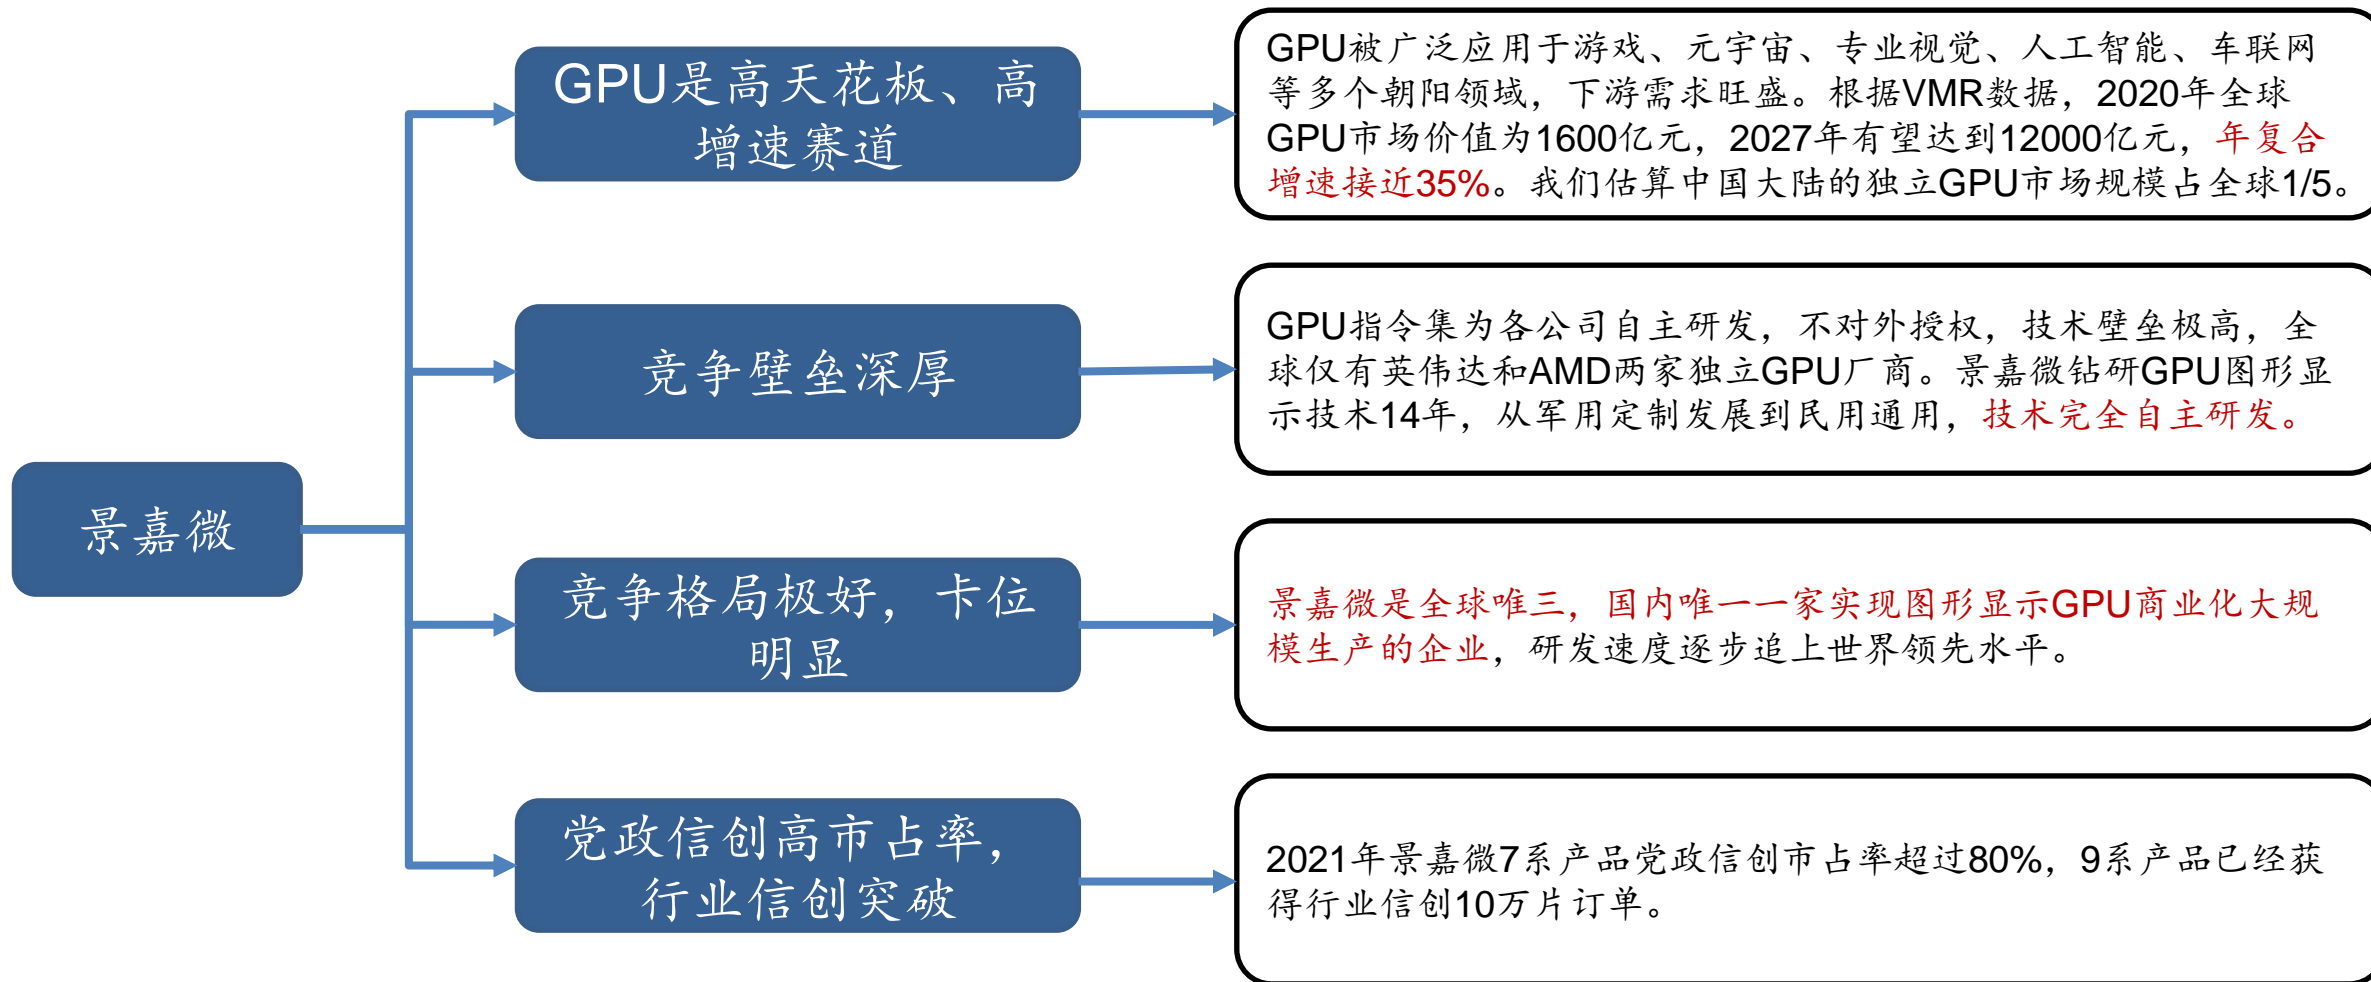 景嘉微
GPU是高天花板、高
增速赛道
GPU被广泛应用于游戏、元宇宙、专业视觉、人工智能、车联网
等多个朝阳领域，下游需求旺盛。根据VMR数据，2020年全球
GPU市场价值为1600亿元，2027年有望达到12000亿元，年复合
增速接近35%。我们估算中国大陆的独立GPU市场规模占全球1/5。
竞争壁垒深厚
GPU指令集为各公司自主研发，不对外授权，技术壁垒极高，全
球仅有英伟达和AMD两家独立GPU厂商。景嘉微钻研GPU图形显
示技术14年，从军用定制发展到民用通用，技术完全自主研发。
竞争格局极好，卡位
明显
景嘉微是全球唯三，国内唯一一家实现图形显示GPU商业化大规
模生产的企业，研发速度逐步追上世界领先水平。
党政信创高市占率，
行业信创突破
2021年景嘉微7系产品党政信创市占率超过80%，9系产品已经获
得行业信创10万片订单。